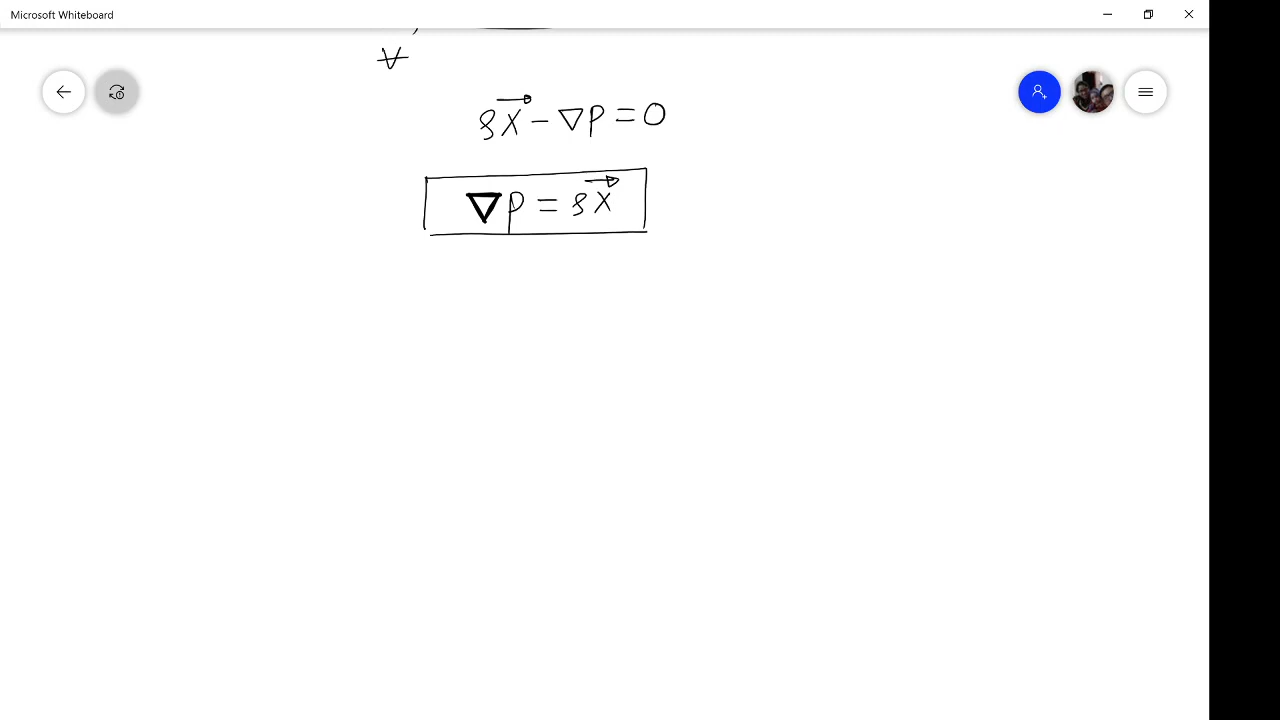 Microsoft Whiteboard
∀
ρX⃗ − ∇p = 0
∇p = ρX⃗